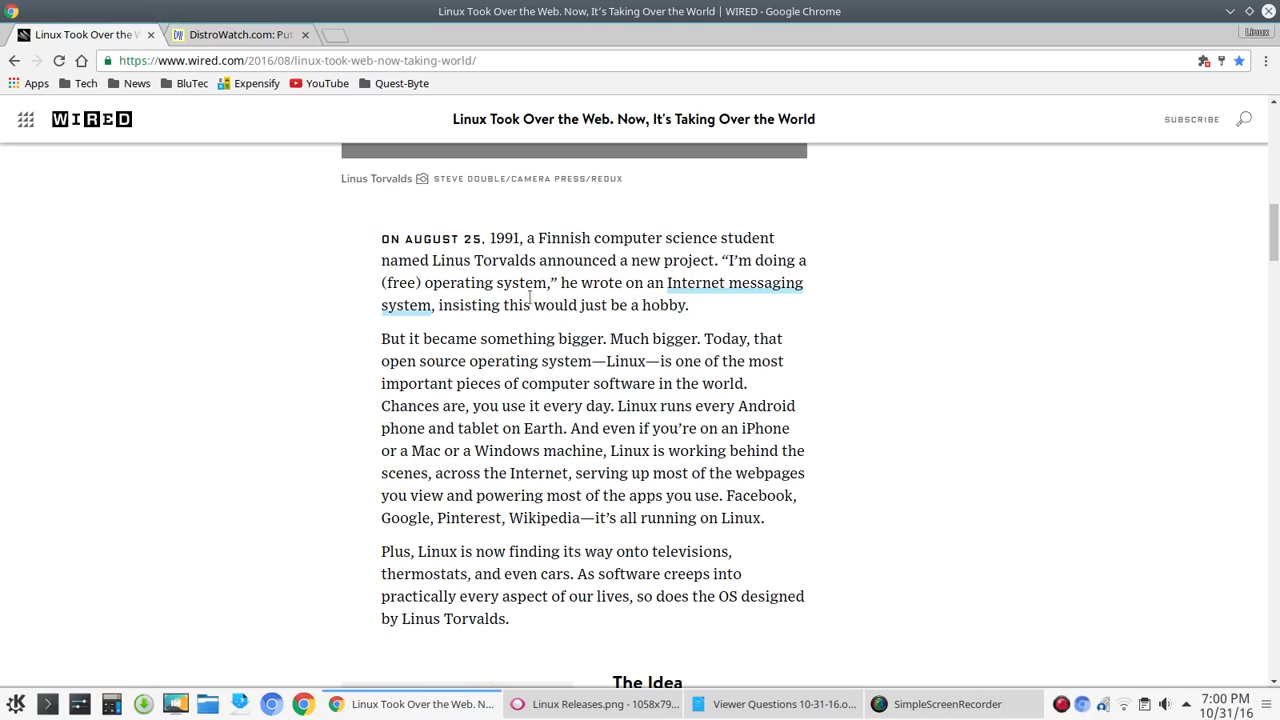 Linux Took Over the Web. Now, It's Taking Over the World | WIRED - Google Chrome
Linux Took Over the W
DistroWatch.com: Put
Linux
https://www.wired.com/2016/08/linux-took-web-now-taking-world/
Apps Tech News BluTec Expensify YouTube Quest-Byte
WIRED
Linux Took Over the Web. Now, It's Taking Over the World
SUBSCRIBE
Linus Torvalds STEVE DOUBLE/CAMERA PRESS/REDUX
ON AUGUST 25, 1991, a Finnish computer science student
named Linus Torvalds announced a new project. “I’m doing a
(free) operating system,” he wrote on an Internet messaging
system, insisting this would just be a hobby.
But it became something bigger. Much bigger. Today, that
open source operating system—Linux—is one of the most
important pieces of computer software in the world.
Chances are, you use it every day. Linux runs every Android
phone and tablet on Earth. And even if you’re on an iPhone
or a Mac or a Windows machine, Linux is working behind the
scenes, across the Internet, serving up most of the webpages
you view and powering most of the apps you use. Facebook,
Google, Pinterest, Wikipedia—it’s all running on Linux.
Plus, Linux is now finding its way onto televisions,
thermostats, and even cars. As software creeps into
practically every aspect of our lives, so does the OS designed
by Linus Torvalds.
The Idea
Linux Took Over the Web. N...
Linux Releases.png - 1058x79...
Viewer Questions 10-31-16.o...
SimpleScreenRecorder
7:00 PM
10/31/16